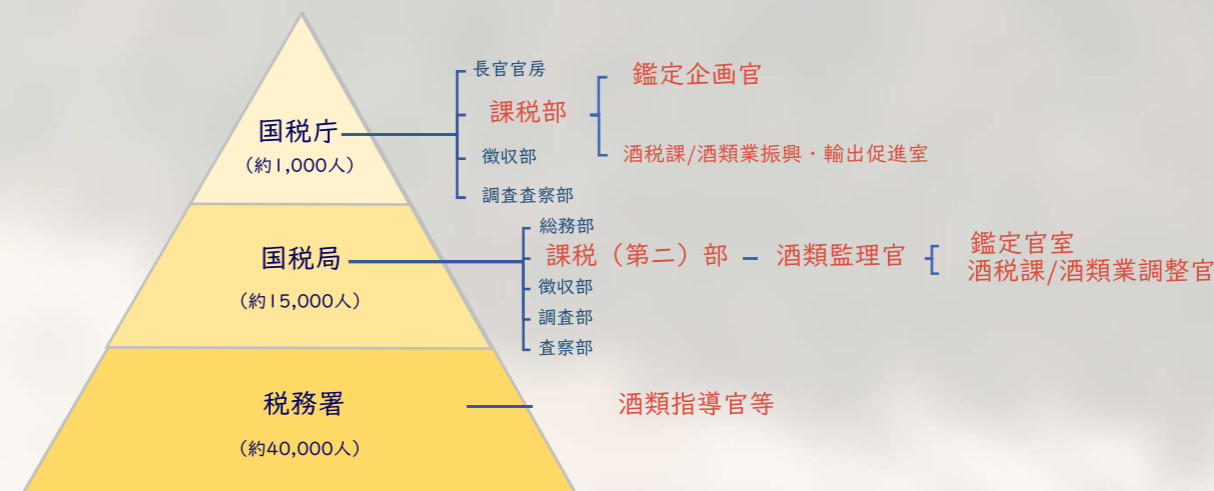 国税庁
(約1,000人)
長官官房
課税部
徴収部
調査査察部
鑑定企画官
酒税課/酒類業振興・輸出促進室
国税局
(約15,000人)
総務部
課税（第二）部
徴収部
調査部
査察部
酒類監理官
鑑定官室
酒税課/酒類業調整官
税務署
(約40,000人)
酒類指導官等